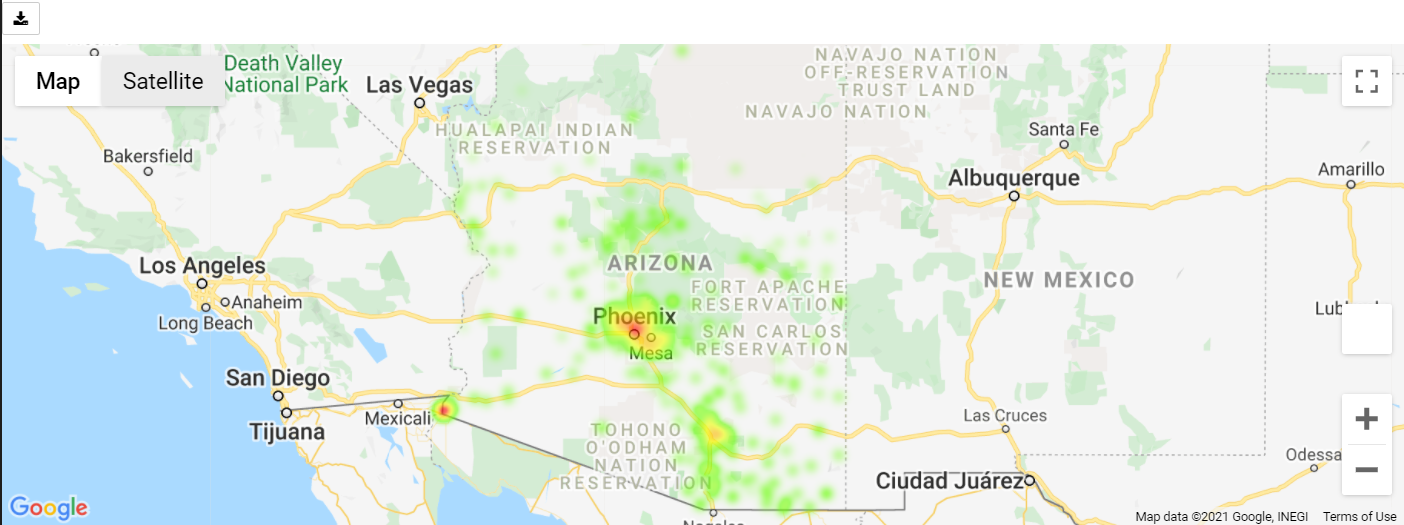 NAVAJO NATION
OFF-RESERVATION
TRUST LAND
Death Valley
National Park
Map
Satellite
Las Vegas
NAVAJO NATION
HUALAPAI INDIAN
RESERVATION
Santa Fe
Bakersfield
Albuquerque
Amarillo
Los Angeles
ARIZONA
NEW MEXICO
Anaheim
FORT APACHE
RESERVATION
Long Beach
Phoenix
SAN CARLOS
RESERVATION
Mesa
San Diego
Mexicali
Las Cruces
Tijuana
TOHONO
O'ODHAM
NATION
RESERVATION
Odessa
Ciudad Juárez
Google
Map data ©2021 Google, INEGI
Terms of Use